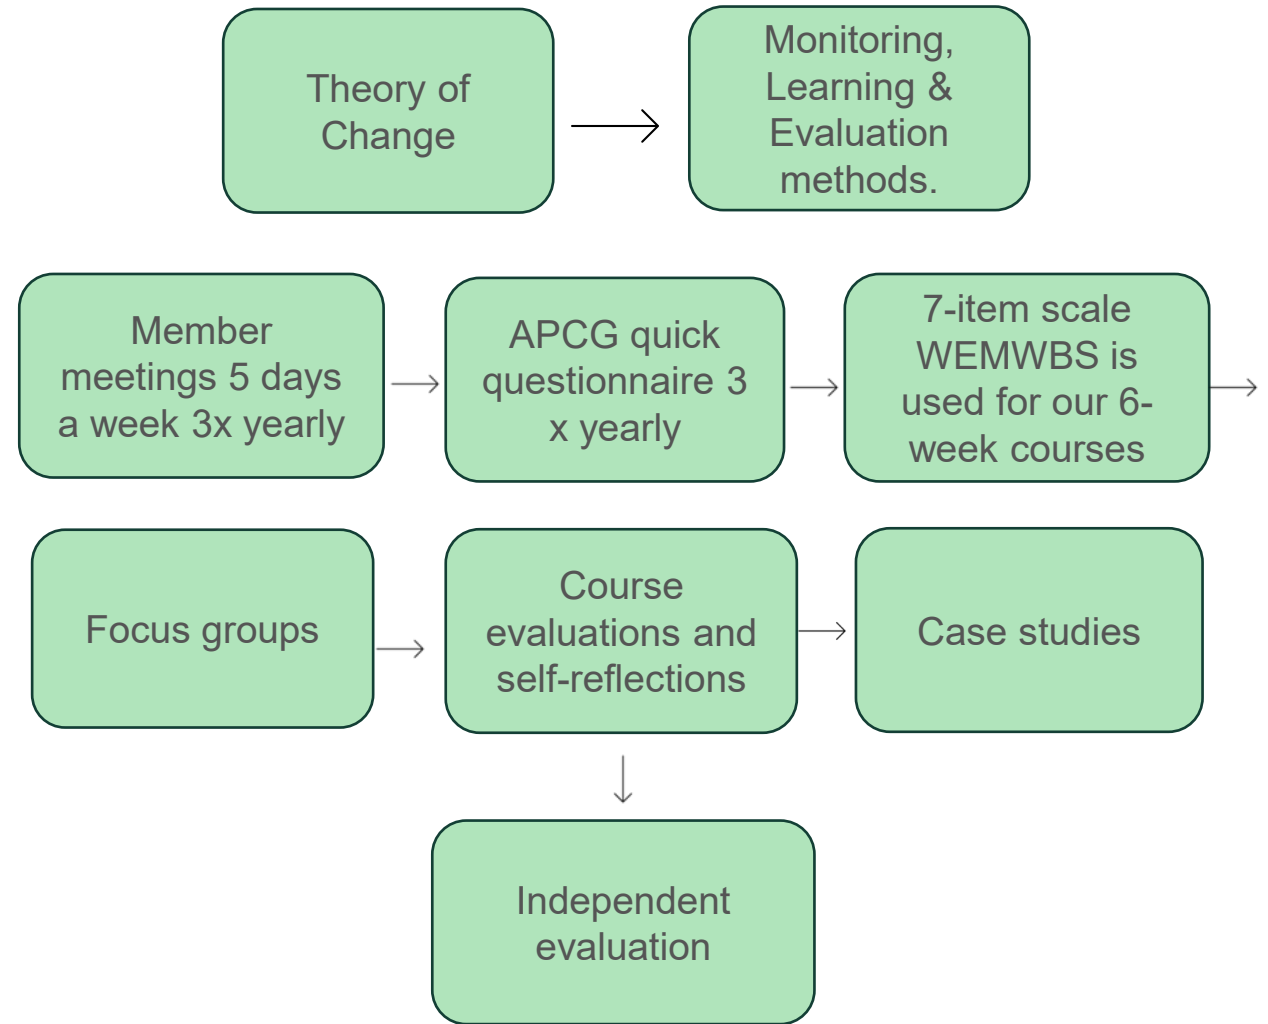 Theory of
Change
Monitoring,
Learning &
Evaluation
methods.
Member
meetings 5 days
a week 3x yearly
APCG quick
questionnaire 3
x yearly
7-item scale
WEMWBS is
used for our 6-
week courses
Focus groups
Course
evaluations and
self-reflections
Case studies
Independent
evaluation